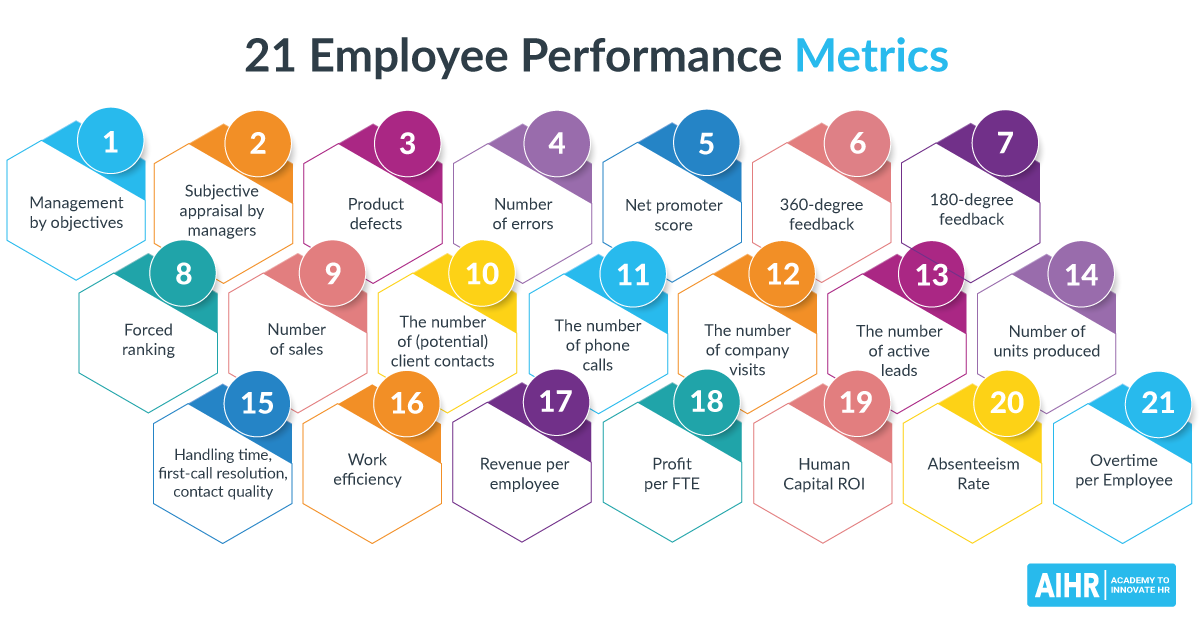 21 Employee Performance Metrics
1
Management
by objectives
2
Subjective
appraisal by
managers
3
Product
defects
4
Number
of errors
5
Net promoter
score
6
360-degree
feedback
7
180-degree
feedback
8
Forced
ranking
9
Number
of sales
10
The number
of (potential)
client contacts
11
The number
of phone
calls
12
The number
of company
visits
13
The number
of active
leads
14
Number of
units produced
15
Handling time,
first-call resolution,
contact quality
16
Work
efficiency
17
Revenue per
employee
18
Profit
per FTE
19
Human
Capital ROI
20
Absenteeism
Rate
21
Overtime
per Employee
AIHR
ACADEMY TO
INNOVATE HR